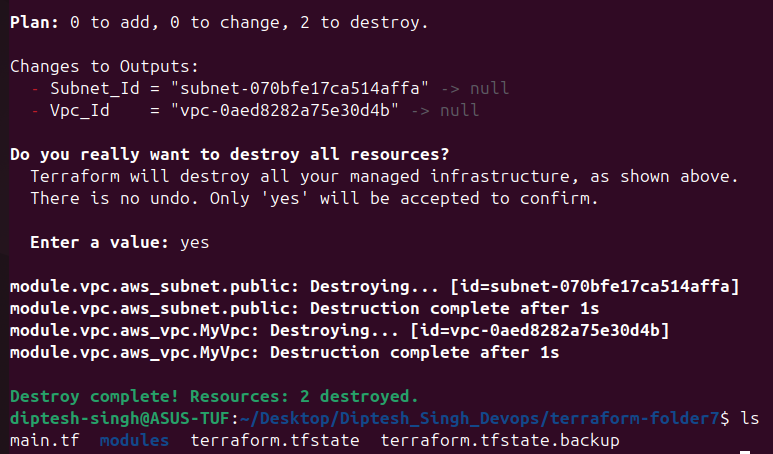 Plan: 0 to add, 0 to change, 2 to destroy.
Changes to Outputs:
- Subnet_Id = "subnet-070bfe17ca514affa" -> null
- Vpc_Id    = "vpc-0aed8282a75e30d4b" -> null
Do you really want to destroy all resources?
Terraform will destroy all your managed infrastructure, as shown above.
There is no undo. Only 'yes' will be accepted to confirm.
Enter a value: yes
module.vpc.aws_subnet.public: Destroying... [id=subnet-070bfe17ca514affa]
module.vpc.aws_subnet.public: Destruction complete after 1s
module.vpc.aws_vpc.MyVpc: Destroying... [id=vpc-0aed8282a75e30d4b]
module.vpc.aws_vpc.MyVpc: Destruction complete after 1s
Destroy complete! Resources: 2 destroyed.
diptesh-singh@ASUS-TUF:~/Desktop/Diptesh_Singh_Devops/terraform-folder7$ ls
main.tf  modules  terraform.tfstate  terraform.tfstate.backup